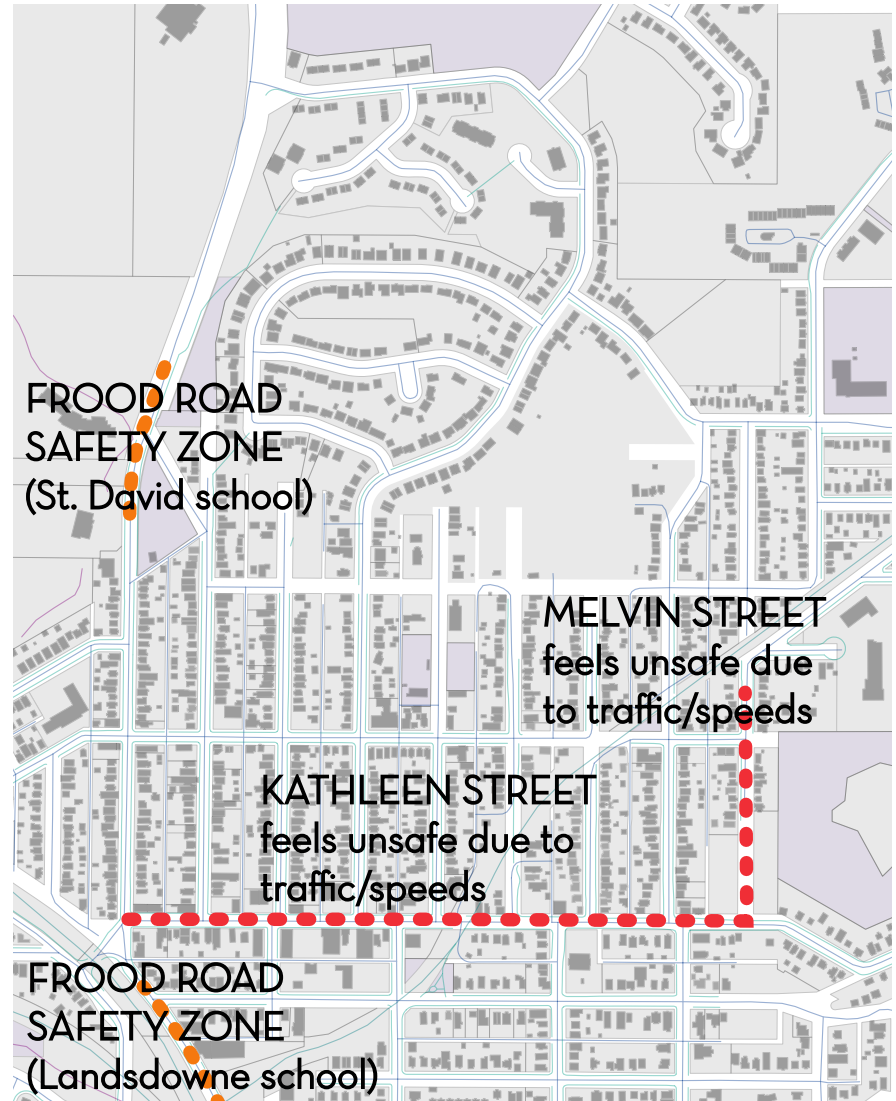 FROOD ROAD
SAFETY ZONE
(St. David school)
MELVIN STREET
feels unsafe due
to traffic/speeds
KATHLEEN STREET
feels unsafe due to
traffic/speeds
FROOD ROAD
SAFETY ZONE
(Landsdowne school)